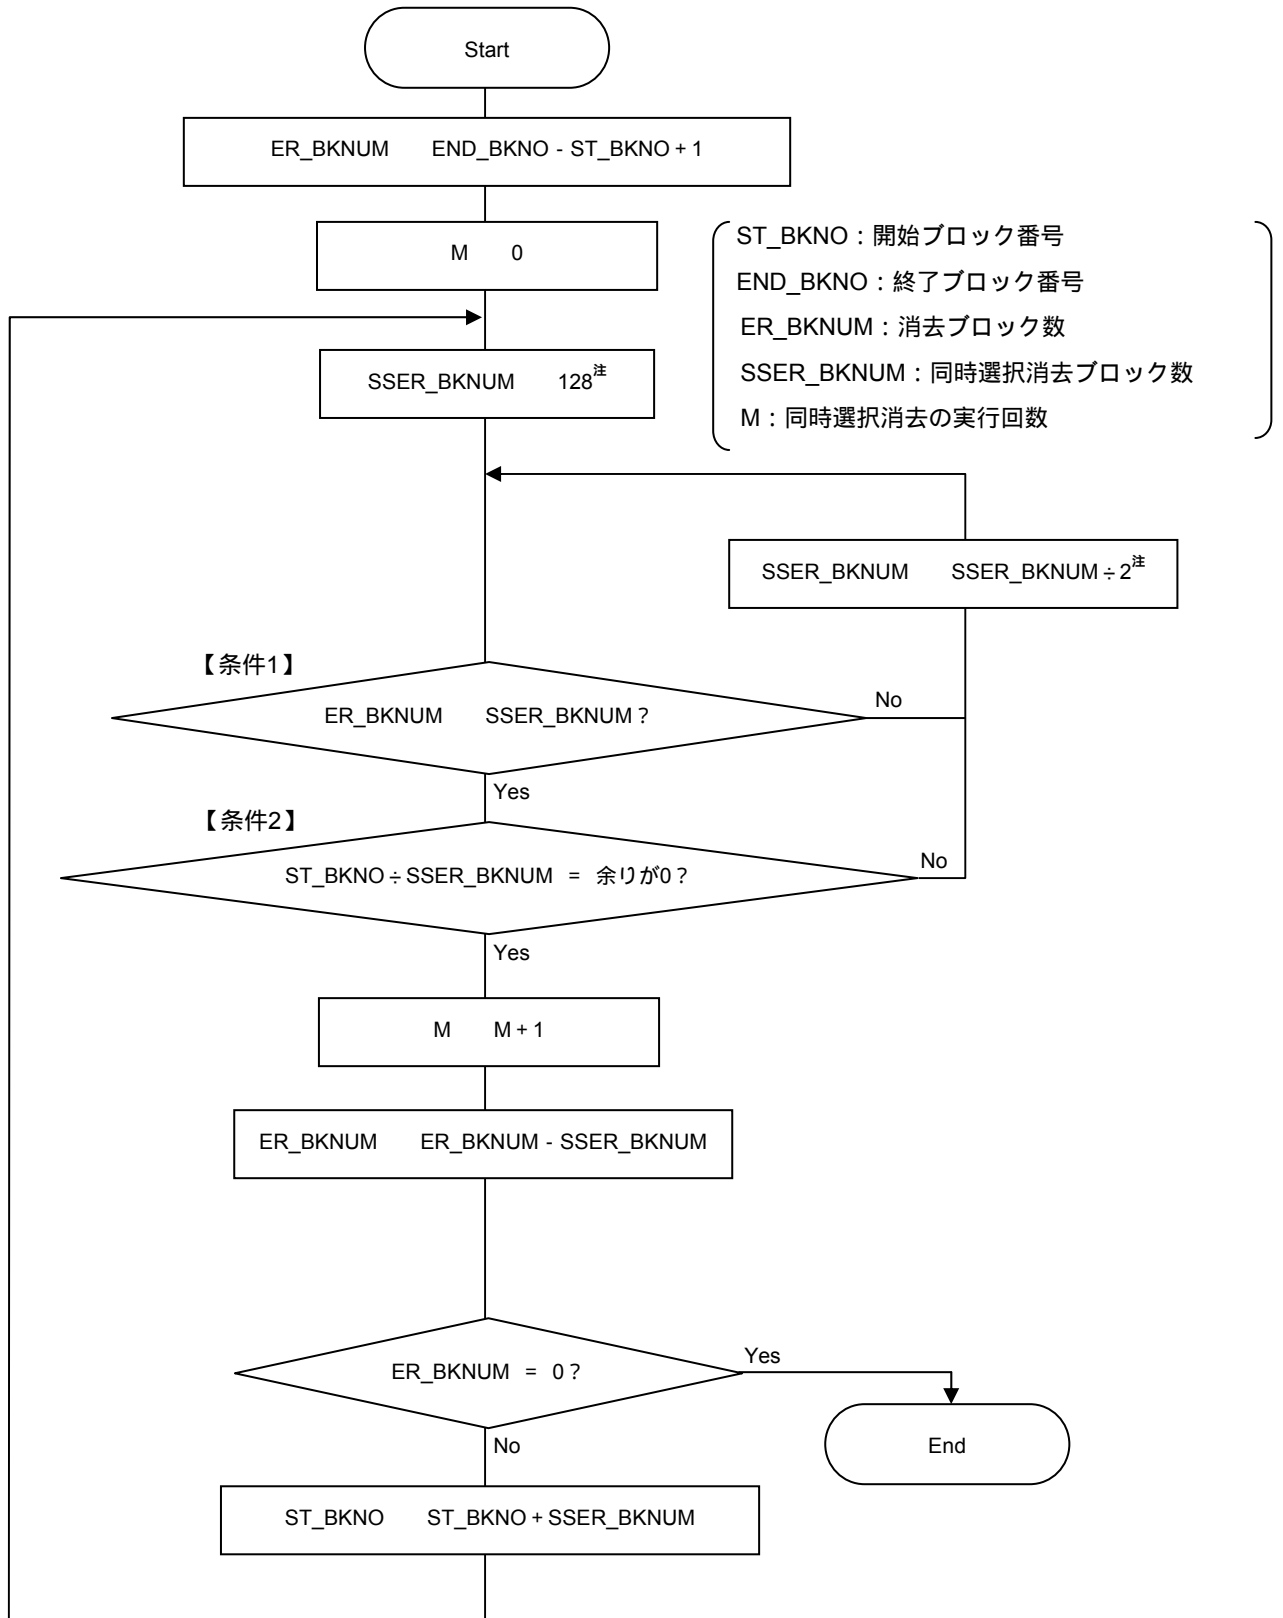 Start
ER_BKNUM END_BKNO - ST_BKNO + 1
M 0
ST_BKNO：開始ブロック番号
END_BKNO：終了ブロック番号
ER_BKNUM：消去ブロック数
SSER_BKNUM：同時選択消去ブロック数
M：同時選択消去の実行回数
SSER_BKNUM 128注
SSER_BKNUM SSER_BKNUM÷2注
【条件1】
ER_BKNUM SSER_BKNUM？
No
Yes
【条件2】
ST_BKNO÷SSER_BKNUM = 余りが0？
No
Yes
M M + 1
ER_BKNUM ER_BKNUM - SSER_BKNUM
ER_BKNUM = 0？
Yes
End
No
ST_BKNO ST_BKNO + SSER_BKNUM